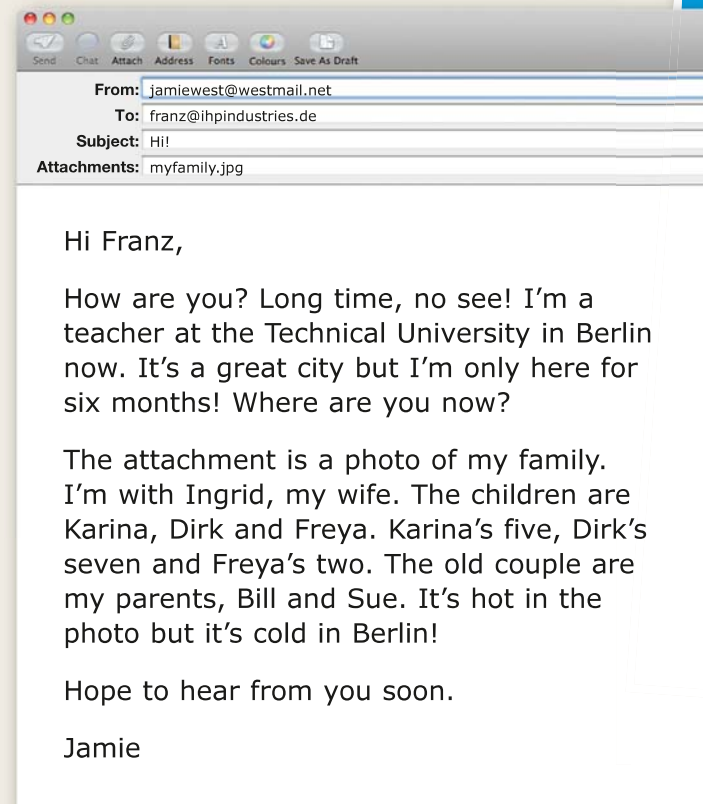 Send Chat Attach Address Fonts Colours Save As Draft
From: jamiewest@westmail.net
To: franz@ihpindustries.de
Subject: Hi!
Attachments: myfamily.jpg
Hi Franz,
How are you? Long time, no see! I’m a
teacher at the Technical University in Berlin
now. It’s a great city but I’m only here for
six months! Where are you now?
The attachment is a photo of my family.
I’m with Ingrid, my wife. The children are
Karina, Dirk and Freya. Karina’s five, Dirk’s
seven and Freya’s two. The old couple are
my parents, Bill and Sue. It’s hot in the
photo but it’s cold in Berlin!
Hope to hear from you soon.
Jamie